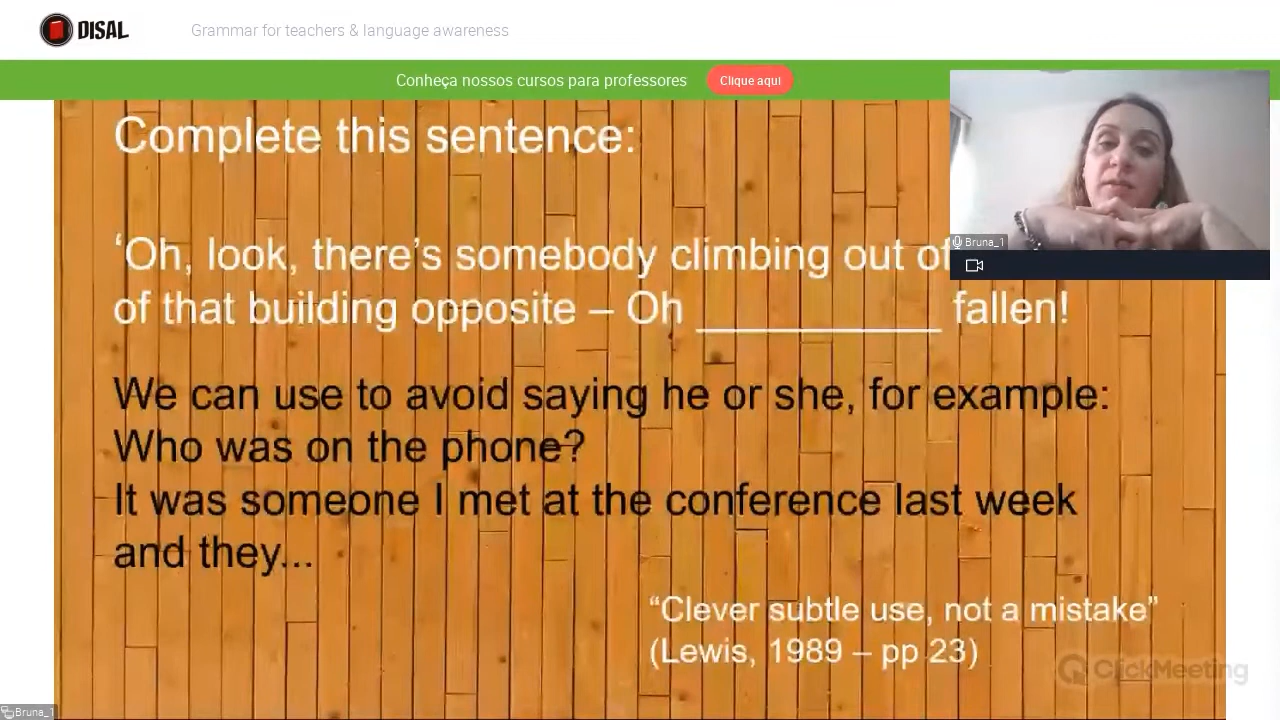 DISAL
Grammar for teachers & language awareness
Conheça nossos cursos para professores
Clique aqui
Complete this sentence:
‘Oh, look, there’s somebody climbing out of
of that building opposite – Oh ____________ fallen!
Bruna_1
We can use to avoid saying he or she, for example:
Who was on the phone?
It was someone I met at the conference last week
and they...
“Clever subtle use, not a mistake”
(Lewis, 1989 – pp 23)
ClickMeeting
Bruna_1